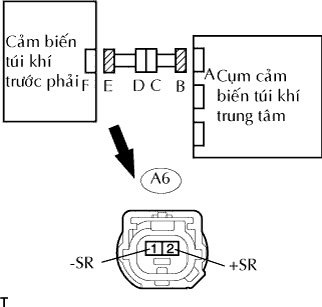 Cảm biến
túi khí
trước phải
F E D C B A
Cụm cảm
biến túi khí
trung tâm
A6
1 2
-SR
+SR
T